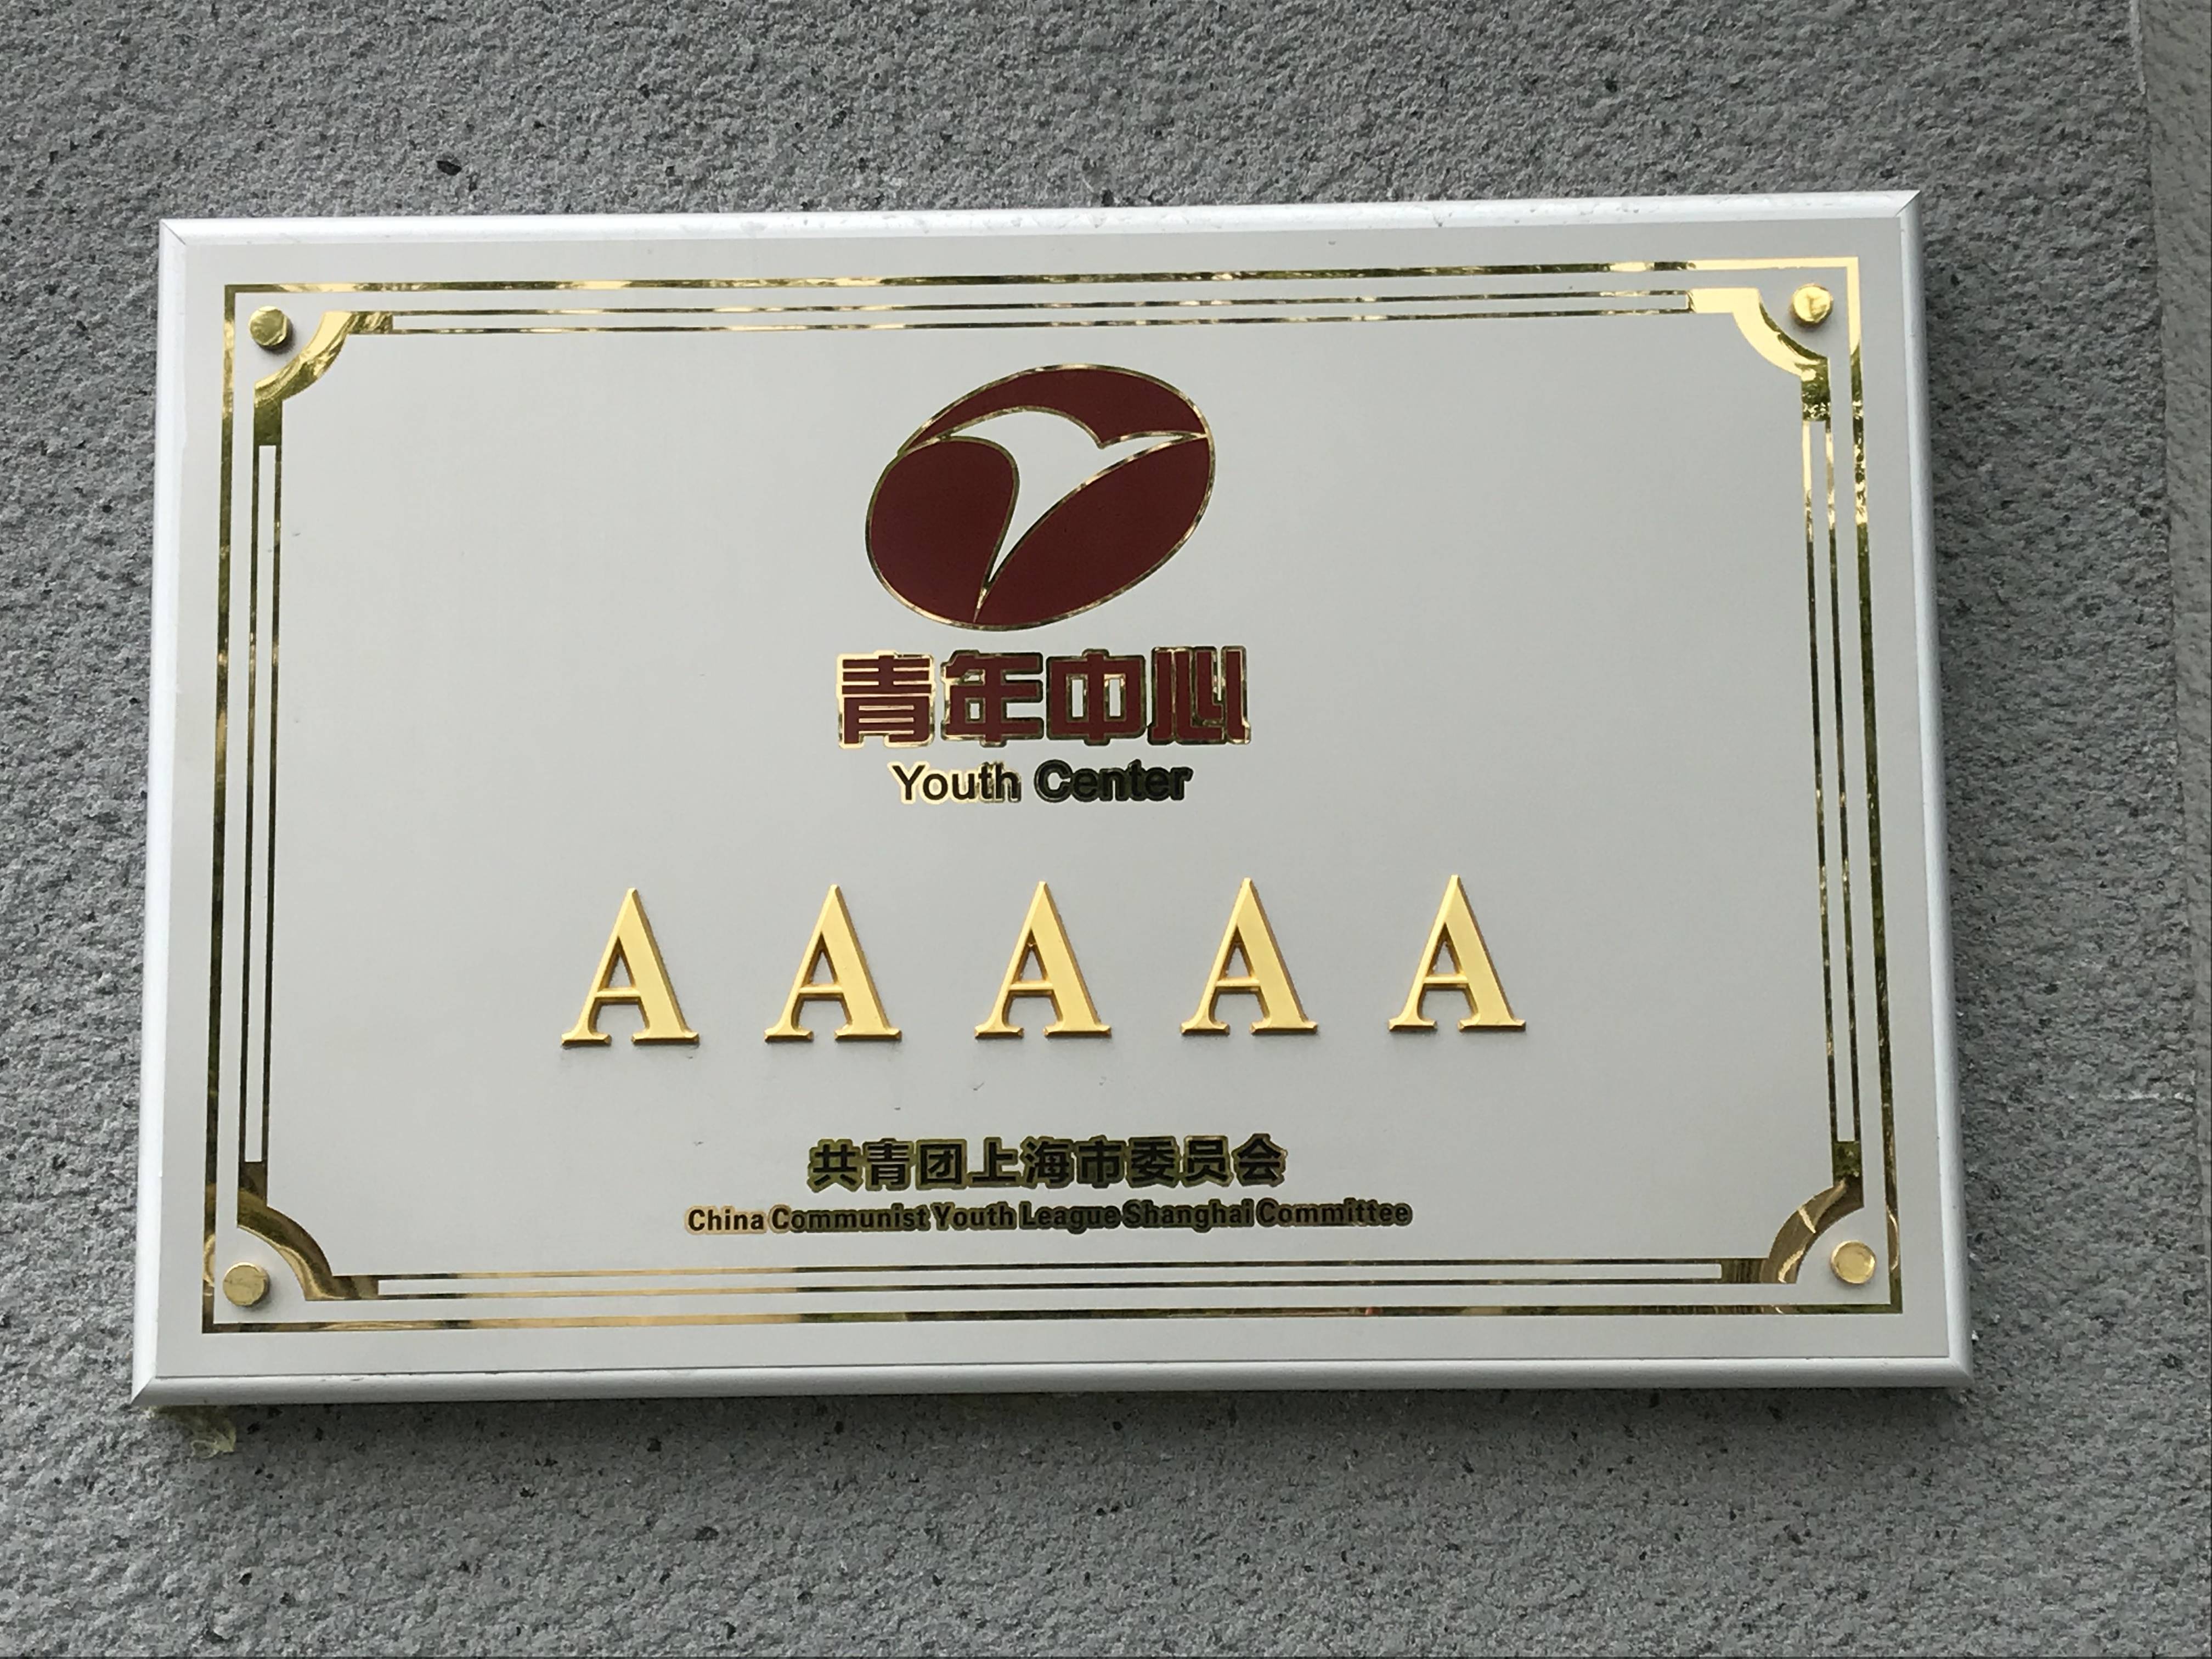 青年中心
Youth Center
A A A A A
共青团上海市委员会
China Communist Youth League Shanghai Committee